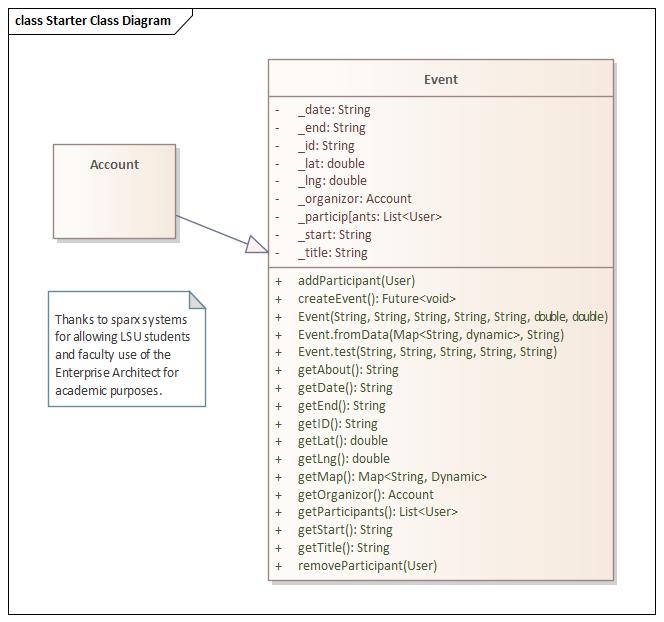 class Starter Class Diagram
Event
- _date: String
- _end: String
- _id: String
- _lat: double
- _lng: double
- _organizor: Account
- _particip[ants: List<User>
- _start: String
- _title: String
+ addParticipant(User)
+ createEvent(): Future<void>
+ Event(String, String, String, String, String, double, double)
+ Event.fromData(Map<String, dynamic>, String)
+ Event.test(String, String, String, String, String)
+ getAbout(): String
+ getDate(): String
+ getEnd(): String
+ getID(): String
+ getLat(): double
+ getLng(): double
+ getMap(): Map<String, Dynamic>
+ getOrganizor(): Account
+ getParticipants(): List<User>
+ getStart(): String
+ getTitle(): String
+ removeParticipant(User)
Account
Thanks to sparx systems
for allowing LSU students
and faculty use of the
Enterprise Architect for
academic purposes.